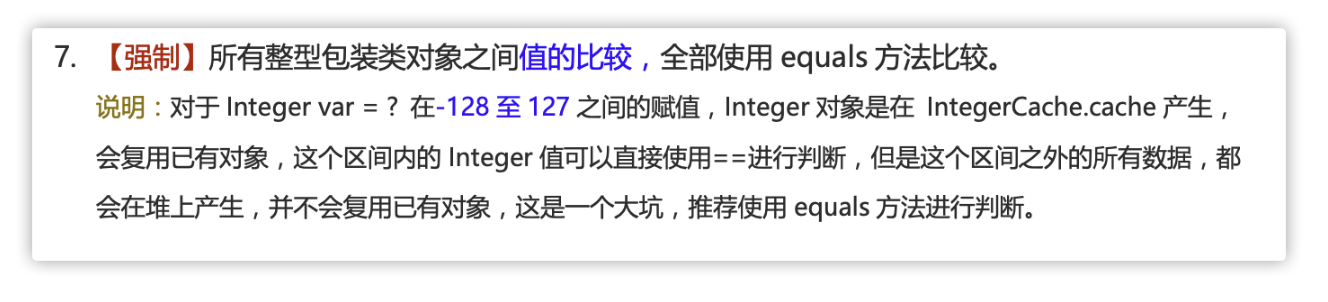 7. 【强制】所有整型包装类对象之间值的比较，全部使用 equals 方法比较。
说明：对于 Integer var = ? 在-128 至 127 之间的赋值，Integer 对象是在 IntegerCache.cache 产生，
会复用已有对象，这个区间内的 Integer 值可以直接使用==进行判断，但是这个区间之外的所有数据，都
会在堆上产生，并不会复用已有对象，这是一个大坑，推荐使用 equals 方法进行判断。